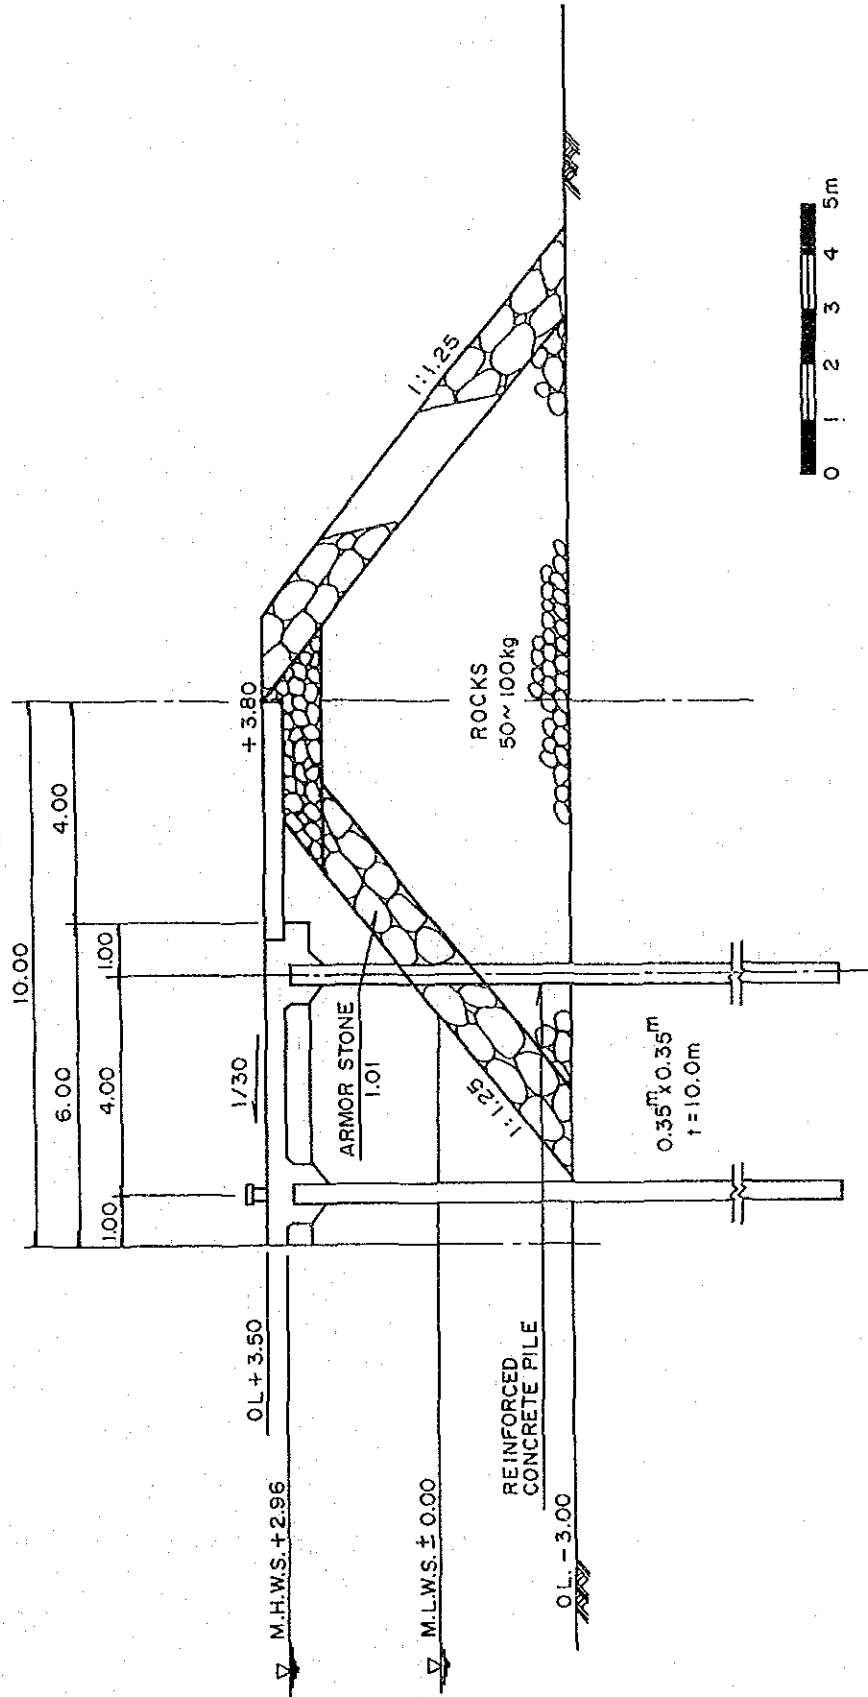 10.00
6.00
4.00
1.00
4.00
1.00
OL + 3.50
1/30
+ 3.80
M.H.W.S. + 2.96
ARMOR STONE
1.01
1:1.25
M.L.W.S. ± 0.00
1:1.25
ROCKS
50~100kg
REINFORCED
CONCRETE PILE
OL. - 3.00
0.35m x 0.35m
t = 10.0m
0 1 2 3 4 5m